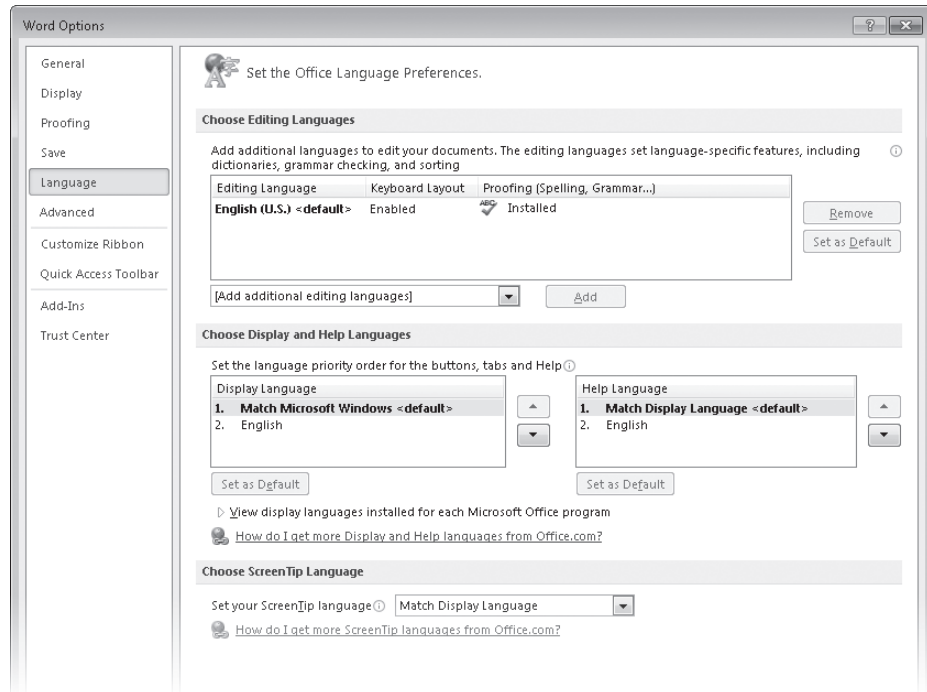 Word Options
General
Display
Proofing
Save
Language
Advanced
Customize Ribbon
Quick Access Toolbar
Add-Ins
Trust Center
Set the Office Language Preferences.
Choose Editing Languages
Add additional languages to edit your documents. The editing languages set language-specific features, including
dictionaries, grammar checking, and sorting
Editing Language Keyboard Layout Proofing (Spelling, Grammar...)
English (U.S.) <default> Enabled ABC Installed
Remove
Set as Default
[Add additional editing languages] Add
Choose Display and Help Languages
Set the language priority order for the buttons, tabs and Help
Display Language
1. Match Microsoft Windows <default>
2. English
Set as Default
Help Language
1. Match Display Language <default>
2. English
Set as Default
View display languages installed for each Microsoft Office program
How do I get more Display and Help languages from Office.com?
Choose ScreenTip Language
Set your ScreenTip language Match Display Language
How do I get more ScreenTip languages from Office.com?